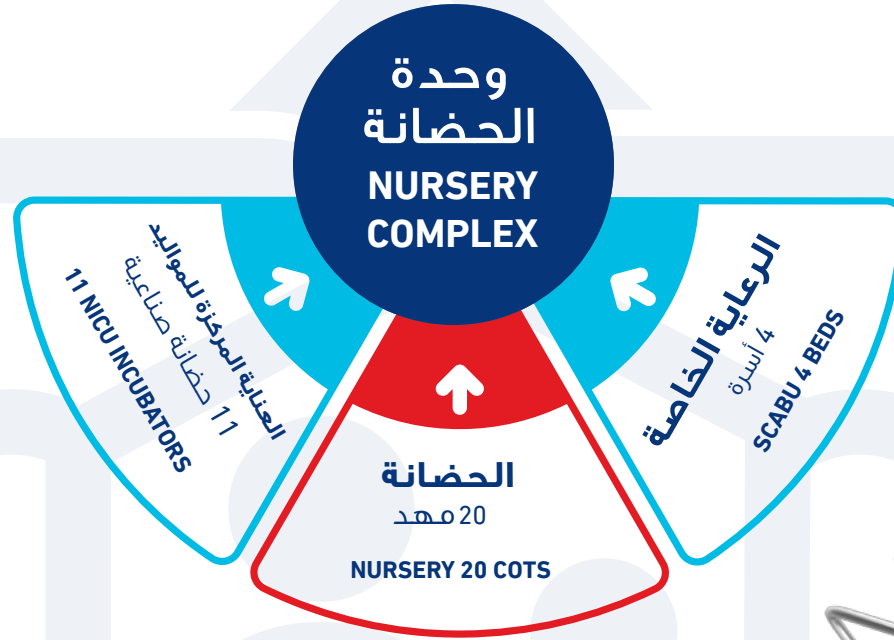 وحدة
الحضانة
NURSERY
COMPLEX
العناية المركزة للمواليد
11 حضانة صناعية
11 NICU INCUBATORS
الحضانة
20 مهد
NURSERY 20 COTS
الرعاية الخاصة
4 أسرة
SCABU 4 BEDS